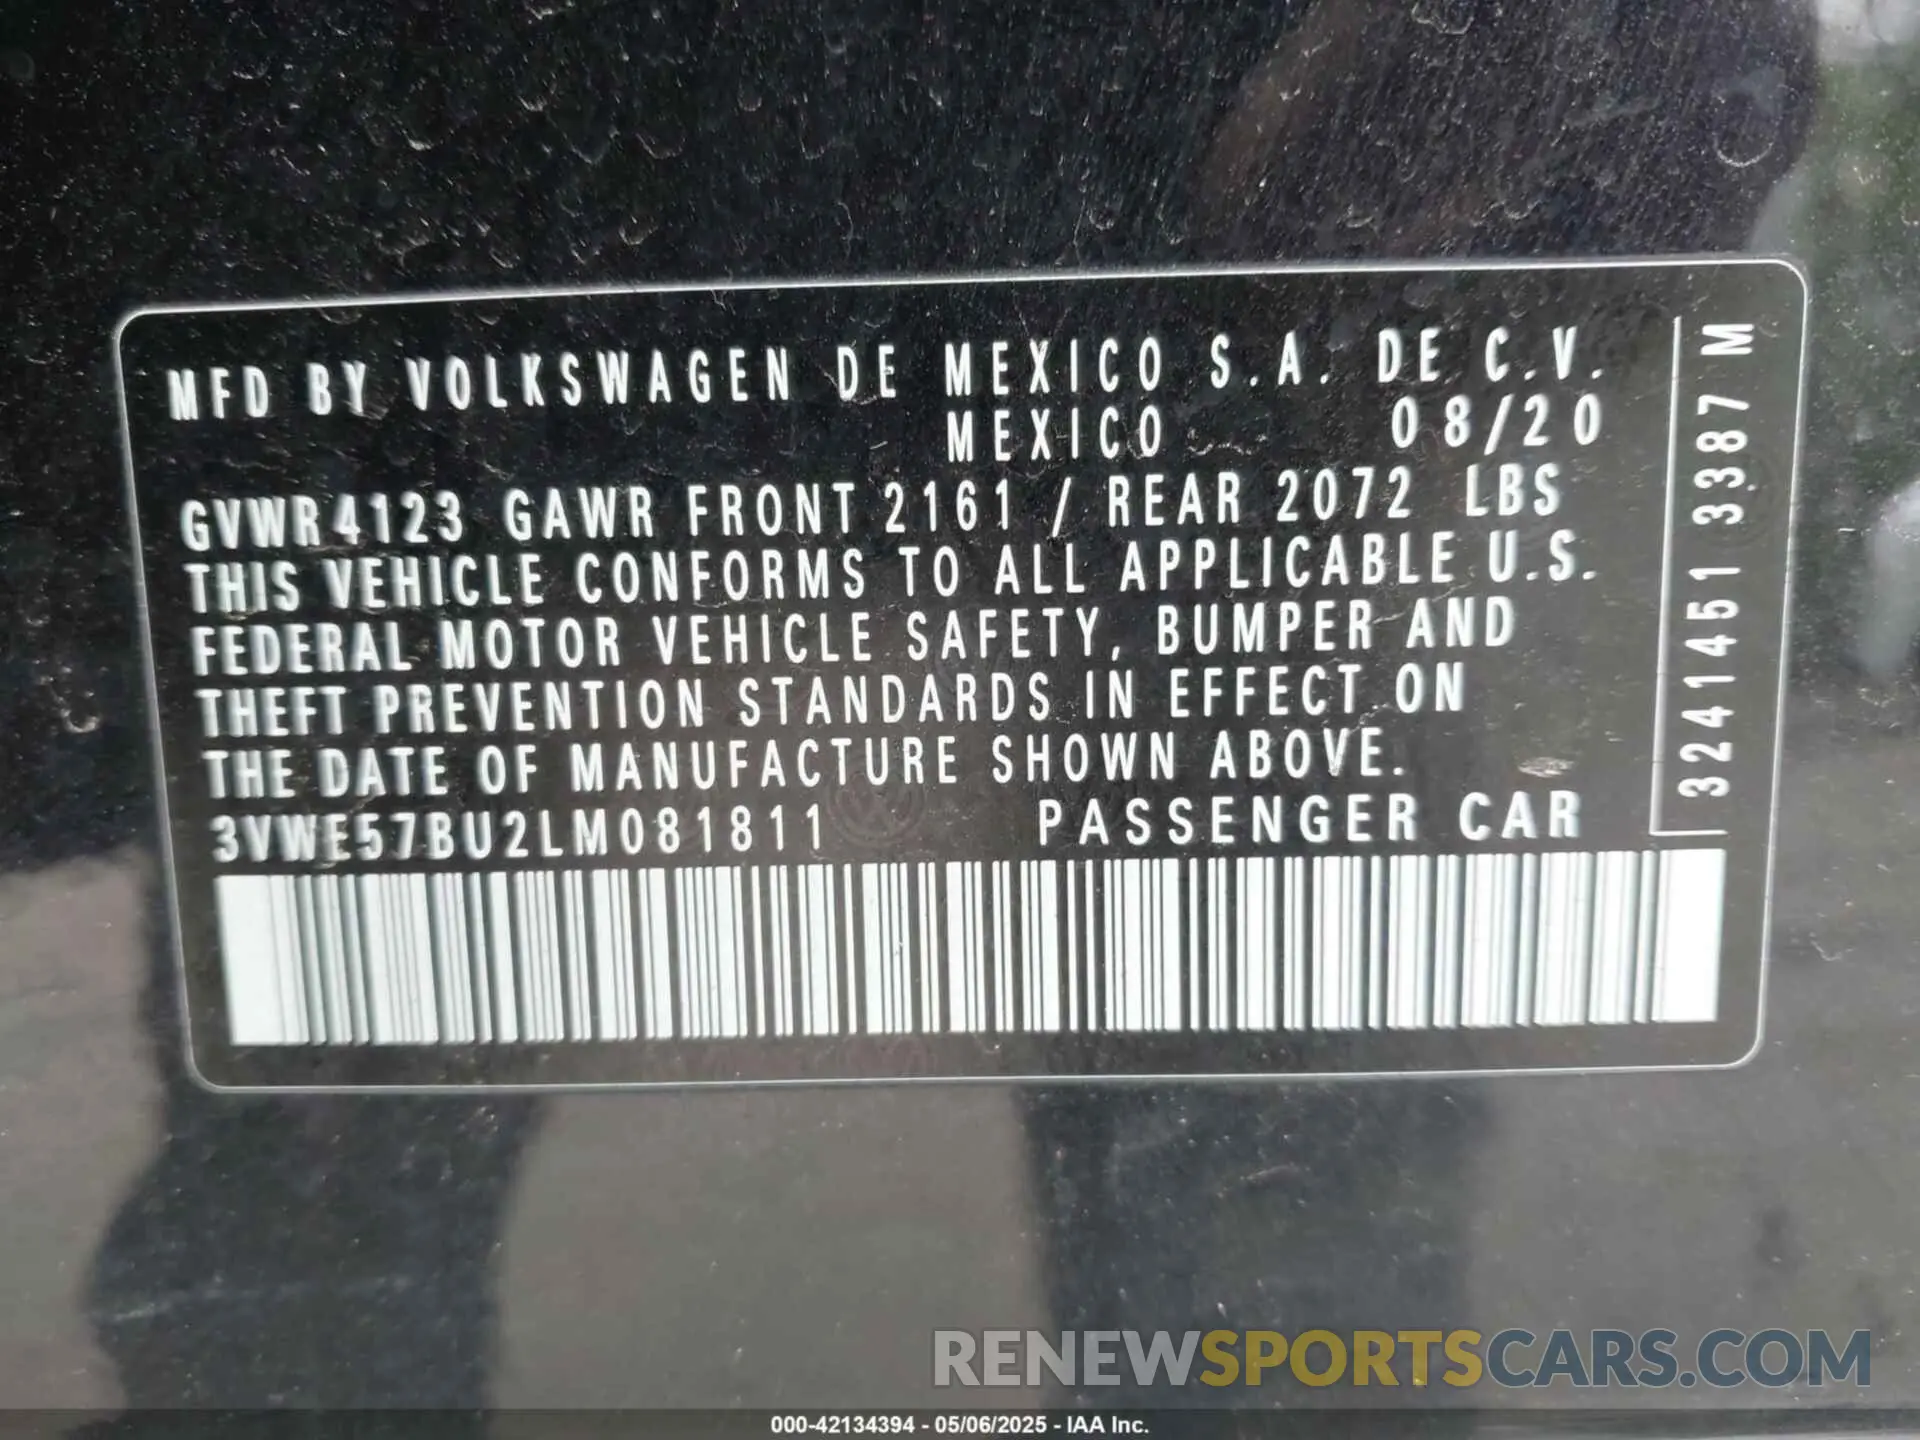 MFD BY VOLKSWAGEN DE MEXICO S.A. DE C.V.
MEXICO 08/20
GVWR 4123 GAWR FRONT 2161 / REAR 2072 LBS
THIS VEHICLE CONFORMS TO ALL APPLICABLE U.S.
FEDERAL MOTOR VEHICLE SAFETY, BUMPER AND
THEFT PREVENTION STANDARDS IN EFFECT ON
THE DATE OF MANUFACTURE SHOWN ABOVE.
3VWE57BU2LM081811 PASSENGER CAR
3241451 3387 M
RENEWSPORTSCARS.COM
000-42134394 - 05/06/2025 - IAA Inc.